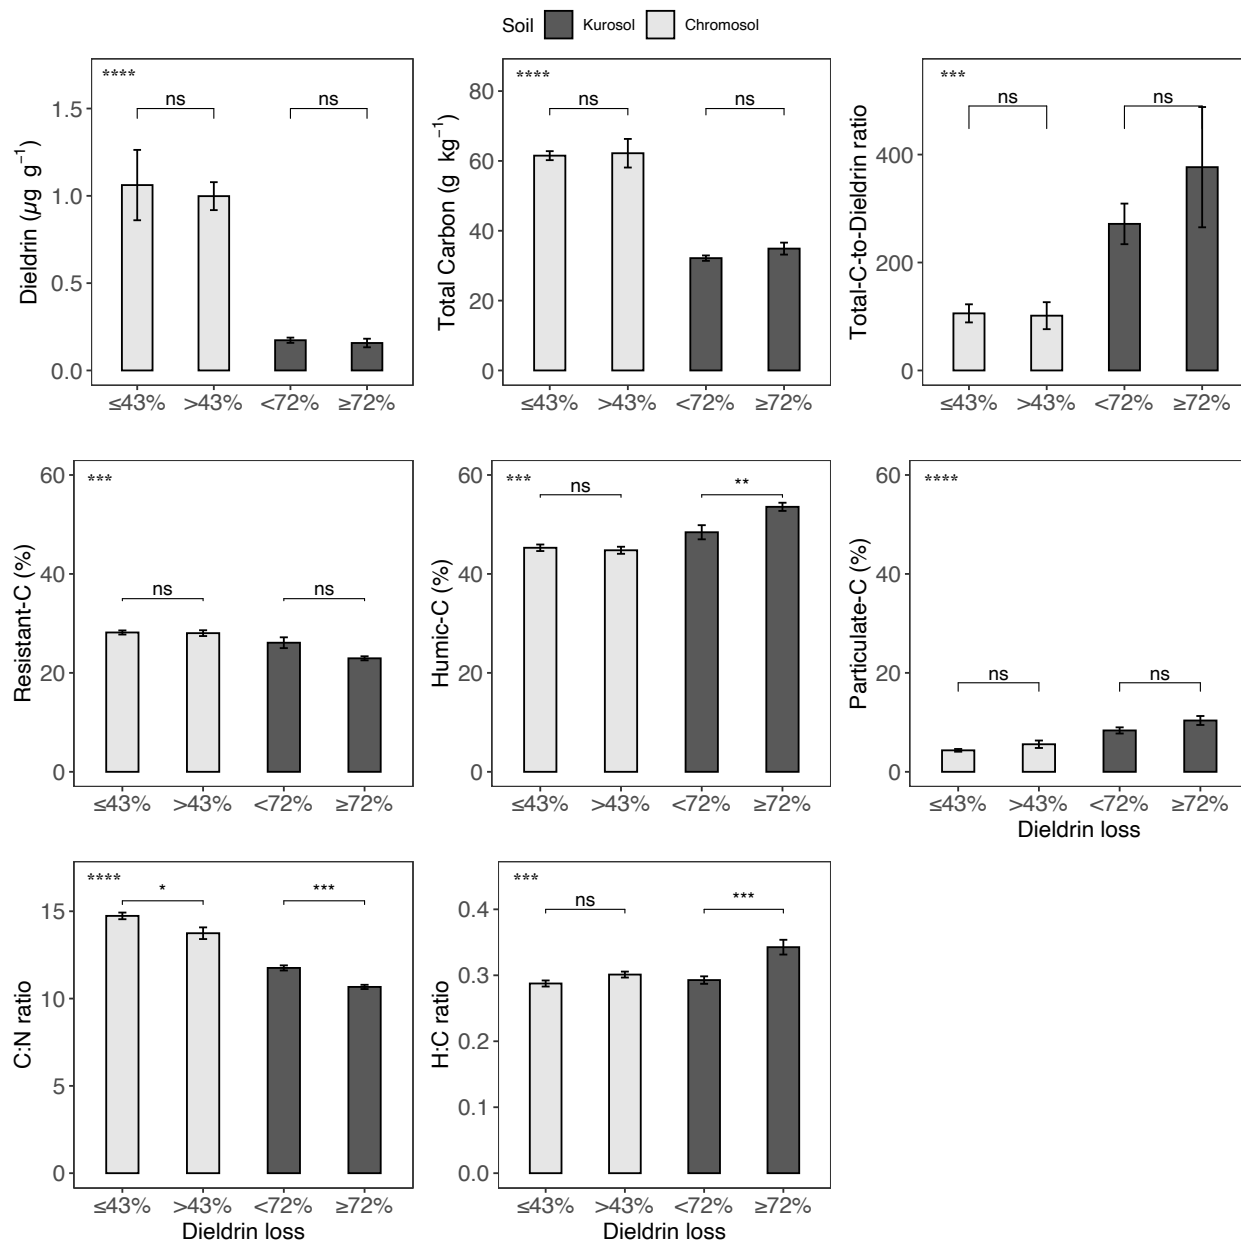 Soil Kurosol Chromosol
Dieldrin (µg g⁻¹)
****
ns ns
1.5
1.0
0.5
0.0
≤43% >43% <72% ≥72%
Total Carbon (g kg⁻¹)
****
ns ns
80
60
40
20
0
≤43% >43% <72% ≥72%
Total-C-to-Dieldrin ratio
***
ns ns
400
200
0
≤43% >43% <72% ≥72%
Resistant-C (%)
***
ns ns
60
40
20
0
≤43% >43% <72% ≥72%
Humic-C (%)
***
ns **
60
40
20
0
≤43% >43% <72% ≥72%
Particulate-C (%)
****
ns ns
60
40
20
0
≤43% >43% <72% ≥72%
Dieldrin loss
C:N ratio
****
* ***
15
10
5
0
≤43% >43% <72% ≥72%
Dieldrin loss
H:C ratio
***
ns ***
0.4
0.3
0.2
0.1
0.0
≤43% >43% <72% ≥72%
Dieldrin loss